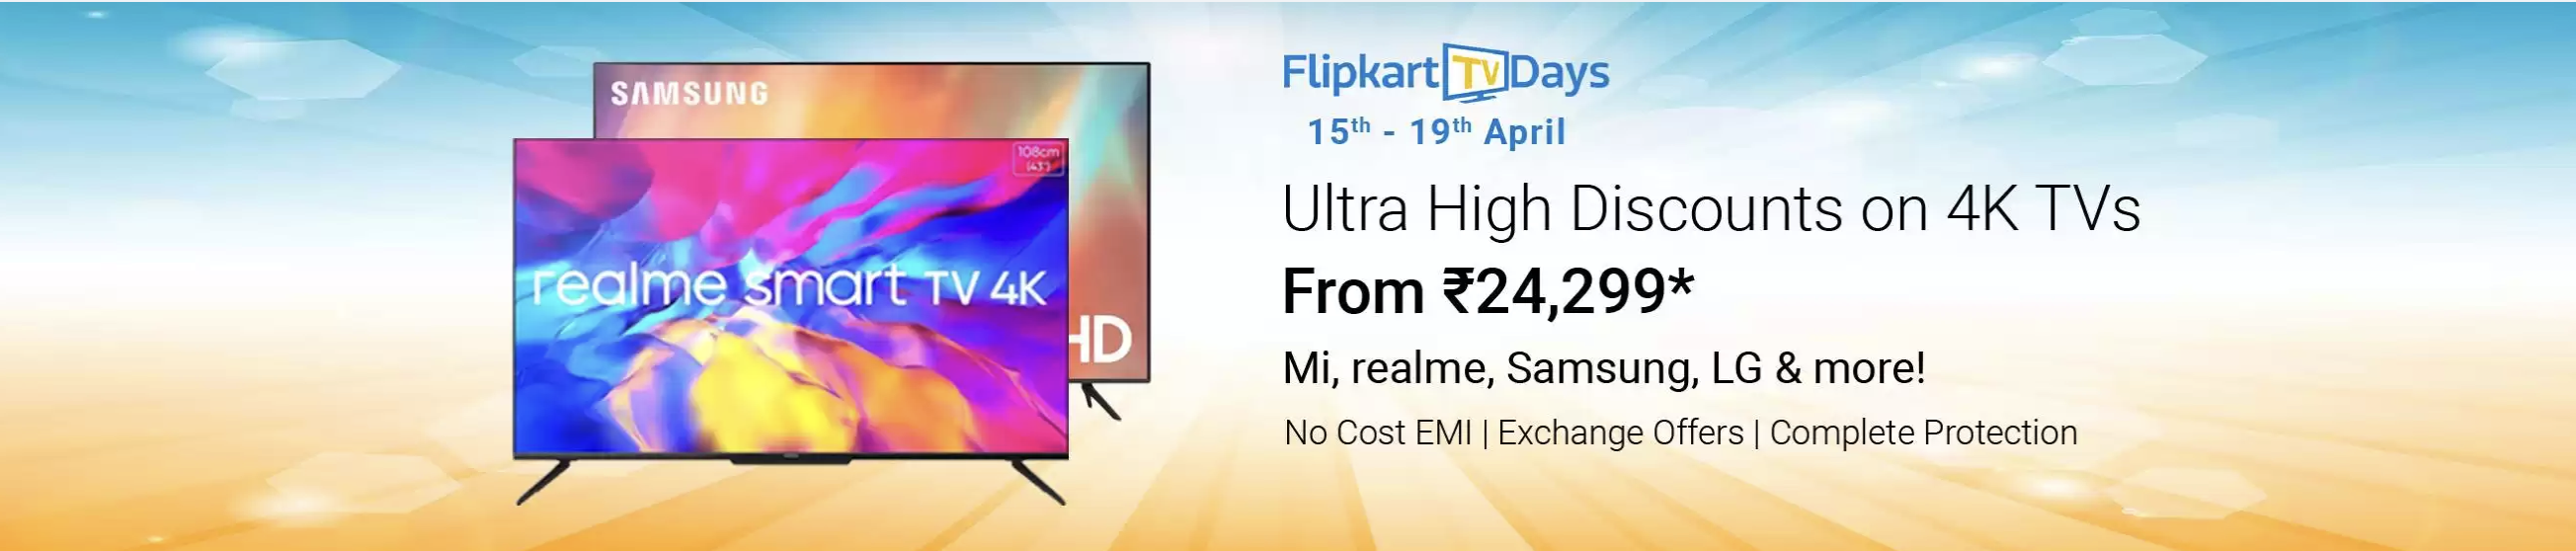 SAMSUNG
108cm
(43")
realme smart TV 4K
HD
Flipkart TV Days
15th - 19th April
Ultra High Discounts on 4K TVs
From ₹24,299*
Mi, realme, Samsung, LG & more!
No Cost EMI | Exchange Offers | Complete Protection